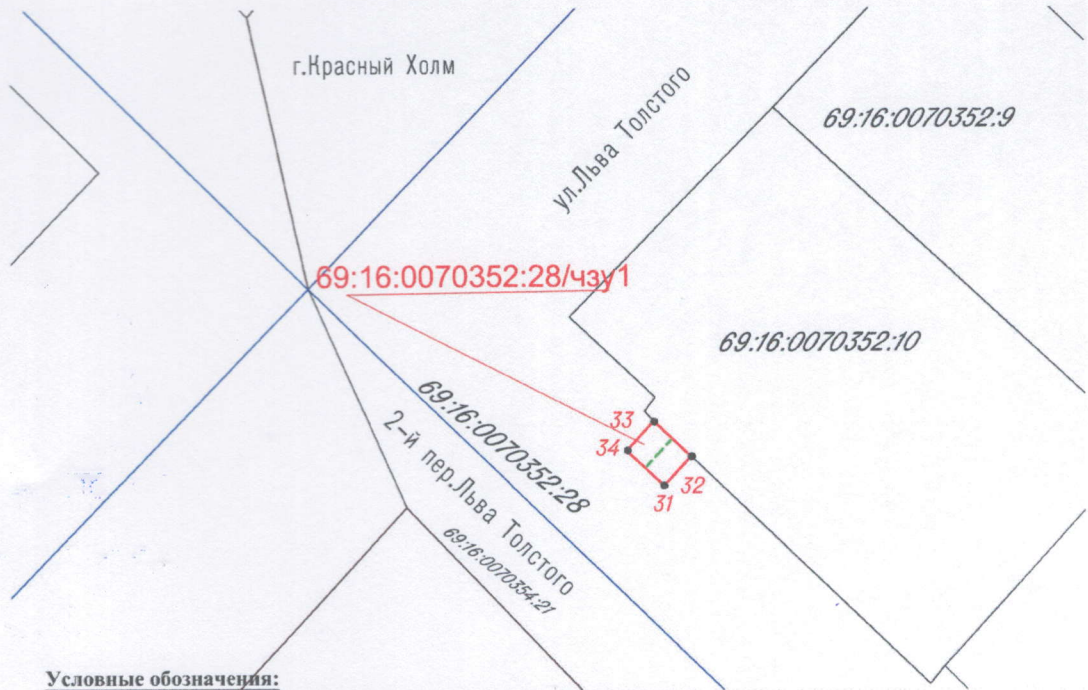 г.Красный Холм
ул.Льва Толстого
69:16:0070352:9
69:16:0070352:28/чзу1
69:16:0070352:10
69:16:0070352:28
2-й пер.Льва Толстого
69:16:0070354:21
33
34
32
31
Условные обозначения: